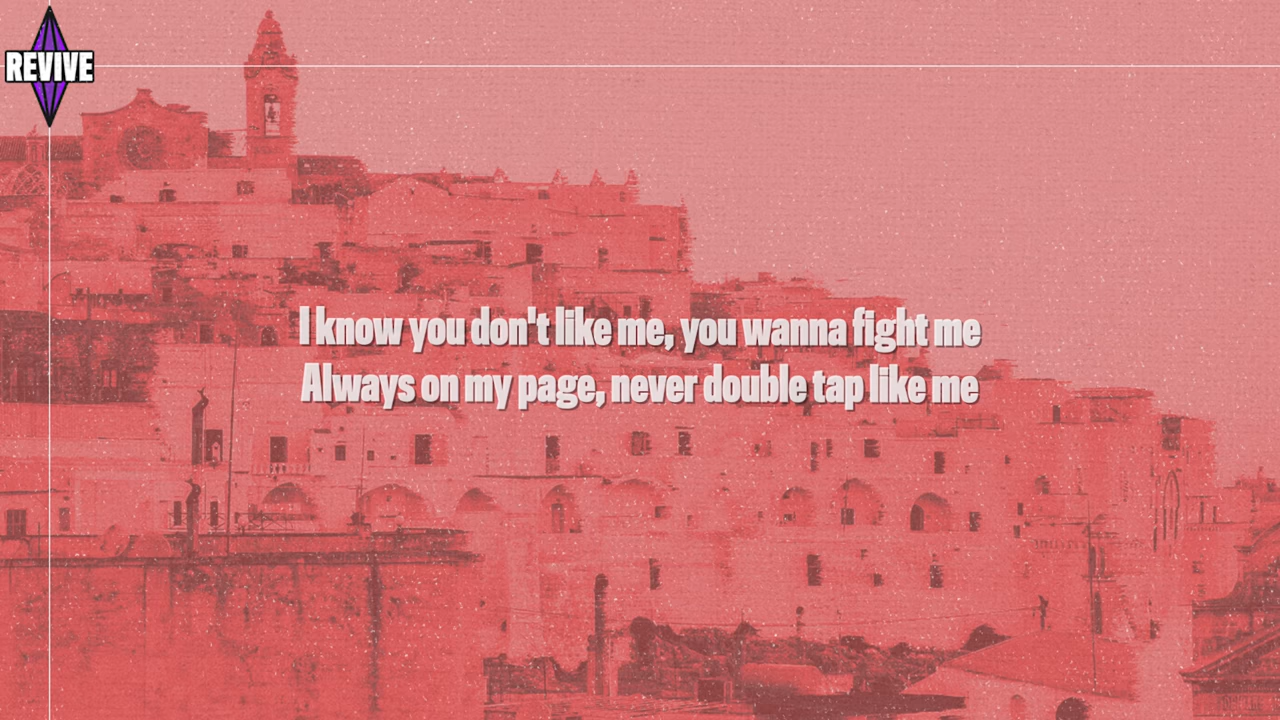 REVIVE
I know you don't like me, you wanna fight me
Always on my page, never double tap like me